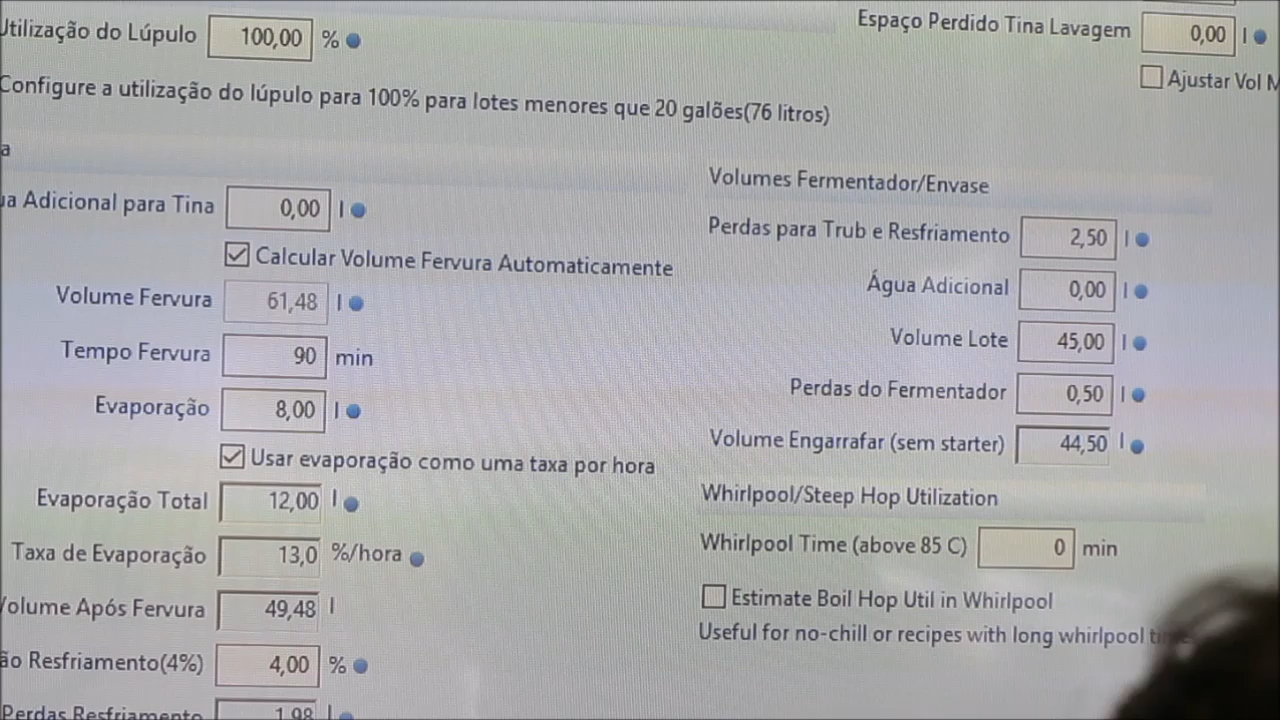 Utilização do Lúpulo 100,00 %
Espaço Perdido Tina Lavagem 0,00 l
Ajustar Vol
Configure a utilização do lúpulo para 100% para lotes menores que 20 galões(76 litros)
a
Adicional para Tina 0,00 l
Calcular Volume Fervura Automaticamente
Volume Fervura 61,48 l
Tempo Fervura 90 min
Evaporação 8,00 l
Usar evaporação como uma taxa por hora
Evaporação Total 12,00 l
Taxa de Evaporação 13,0 %/hora
Volume Após Fervura 49,48 l
ão Resfriamento(4%) 4,00 %
Perdas Resfriamento 1,98 l
Volumes Fermentador/Envase
Perdas para Trub e Resfriamento 2,50 l
Água Adicional 0,00 l
Volume Lote 45,00 l
Perdas do Fermentador 0,50 l
Volume Engarrafar (sem starter) 44,50 l
Whirlpool/Steep Hop Utilization
Whirlpool Time (above 85 C) 0 min
Estimate Boil Hop Util in Whirlpool
Useful for no-chill or recipes with long whirlpool time